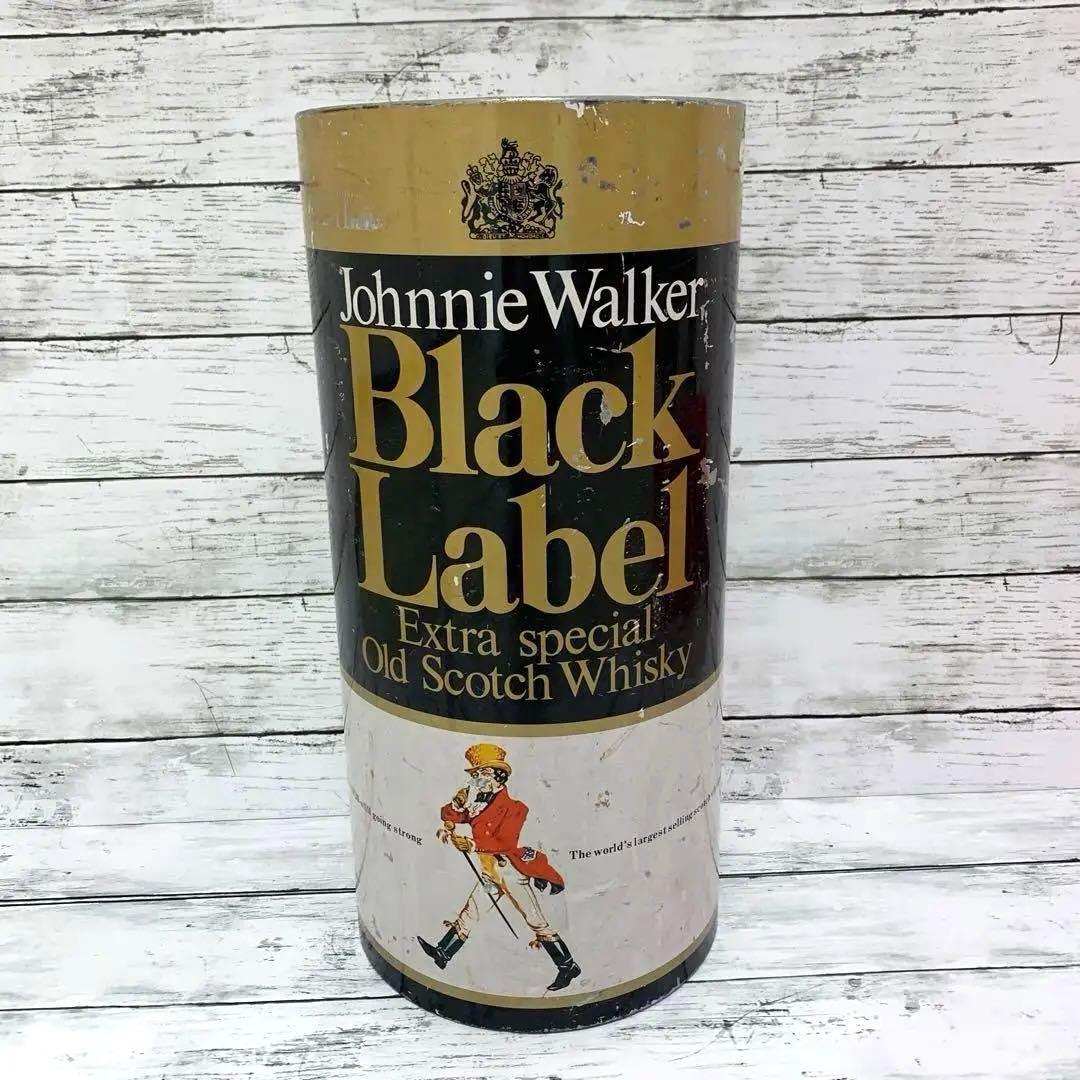 Johnnie Walker
Black
Label
Extra special
Old Scotch Whisky
going strong
The world's largest selling